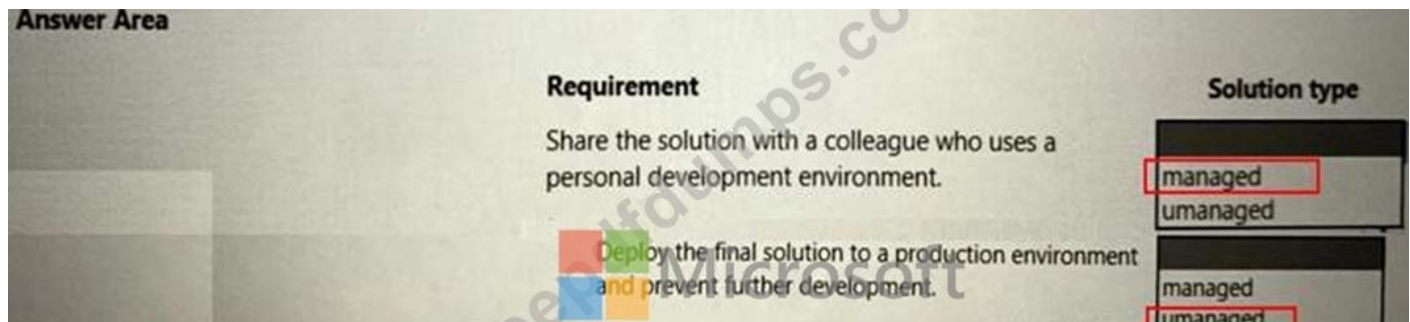 Answer Area
Requirement
Solution type
Share the solution with a colleague who uses a
personal development environment.
managed
umanaged
Deploy the final solution to a production environment
and prevent further development.
managed
umanaged
Microsoft